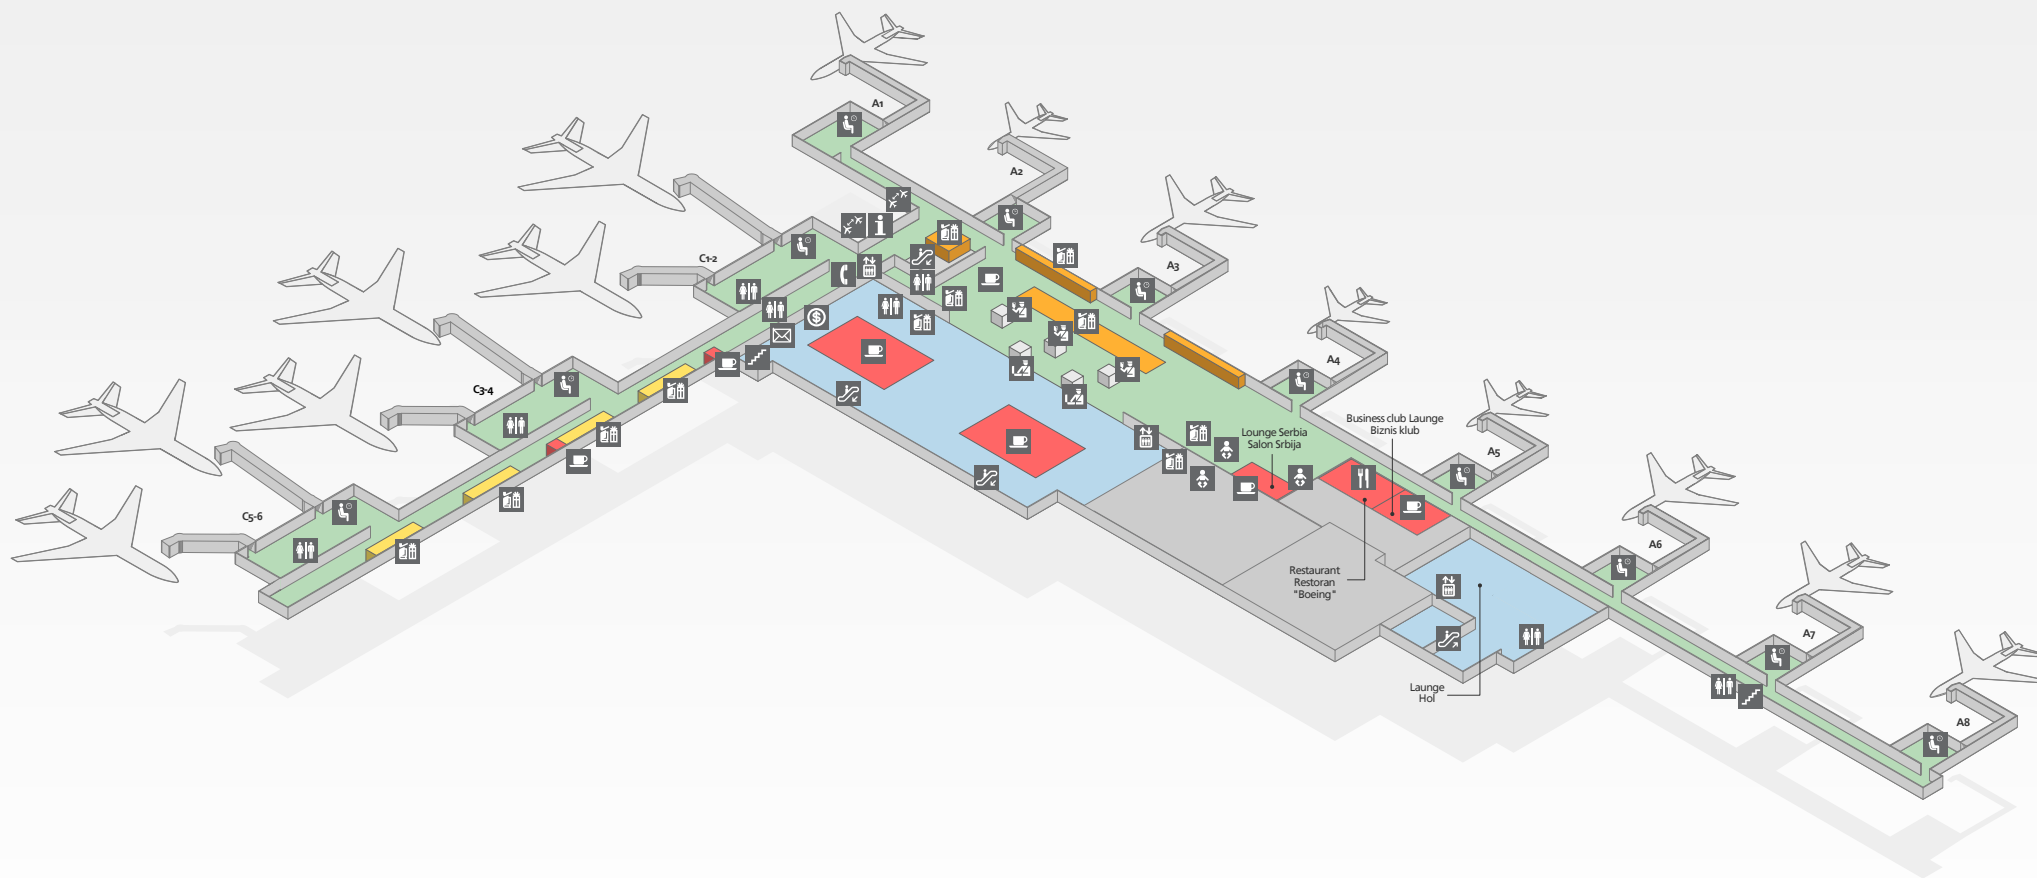 A1
A2
C1-2
A3
A4
C3-4
Business club Launge
Biznis klub
Lounge Serbia
Salon Srbija
A5
C5-6
A6
Restaurant
Restoran
"Boeing"
A7
Launge
Hol
A8